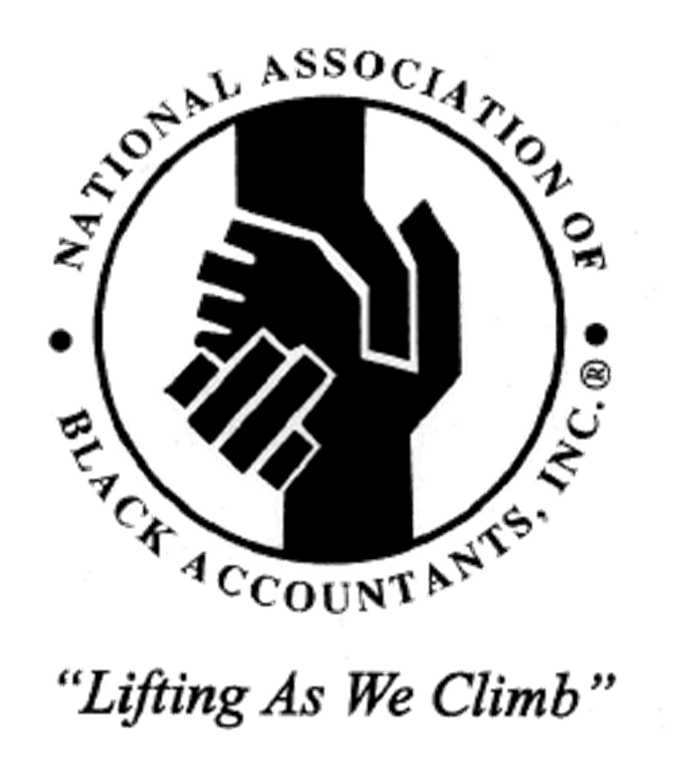 NATIONAL ASSOCIATION OF
BLACK ACCOUNTANTS, INC.®
“Lifting As We Climb”